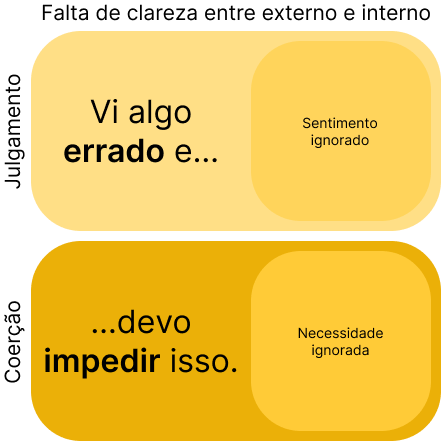 Falta de clareza entre externo e interno
Julgamento
Vi algo
errado e...
Sentimento
ignorado
Coerção
...devo
impedir isso.
Necessidade
ignorada